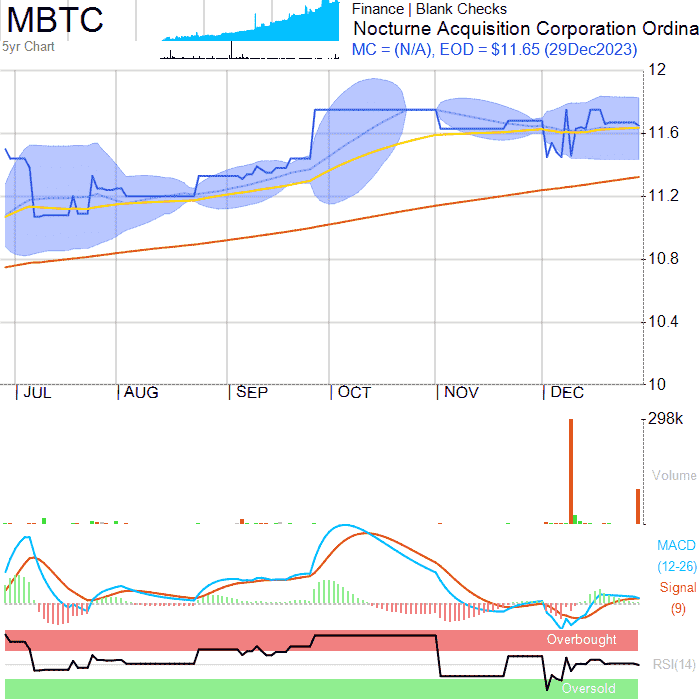 MBTC
5yr Chart
Finance | Blank Checks
Nocturne Acquisition Corporation Ordina
MC = (N/A), EOD = $11.65 (29Dec2023)
12
11.6
11.2
10.8
10.4
10
JUL AUG SEP OCT NOV DEC
298k
Volume
MACD
(12-26)
Signal
(9)
Overbought
RSI(14)
Oversold